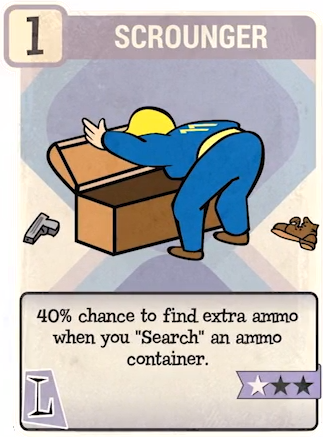 1
SCROUNGER
40% chance to find extra ammo
when you "Search" an ammo
container.
L